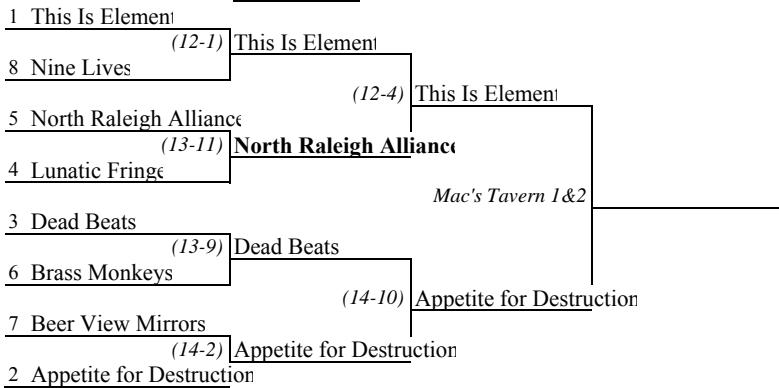 1 This Is Element
(12-1) This Is Element
8 Nine Lives
(12-4) This Is Element
5 North Raleigh Alliance
(13-11) North Raleigh Alliance
4 Lunatic Fringe
Mac's Tavern 1&2
3 Dead Beats
(13-9) Dead Beats
6 Brass Monkeys
(14-10) Appetite for Destruction
7 Beer View Mirrors
(14-2) Appetite for Destruction
2 Appetite for Destruction